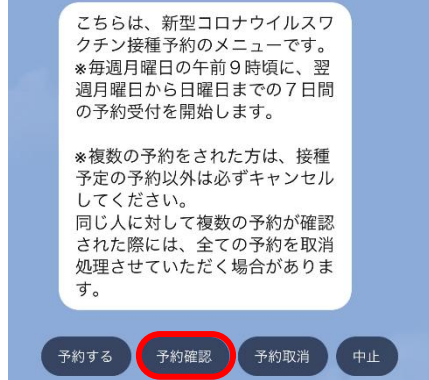 こちらは、新型コロナウイルスワ
クチン接種予約のメニューです。
※毎週月曜日の午前９時頃に、翌
週月曜日から日曜日までの７日間
の予約受付を開始します。
※複数の予約をされた方は、接種
予定の予約以外は必ずキャンセル
してください。
同じ人に対して複数の予約が確認
された際には、全ての予約を取消
処理させていただく場合がありま
す。
予約する 予約確認 予約取消 中止